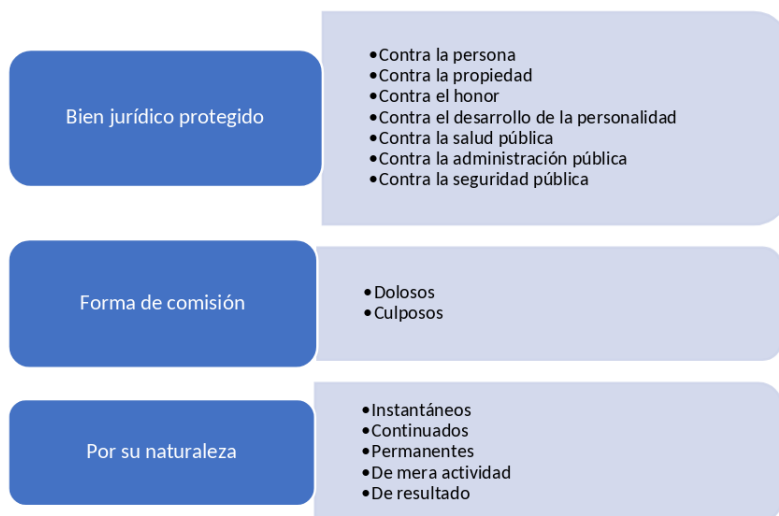 Bien jurídico protegido
•Contra la persona
•Contra la propiedad
•Contra el honor
•Contra el desarrollo de la personalidad
•Contra la salud pública
•Contra la administración pública
•Contra la seguridad pública
Forma de comisión
•Dolosos
•Culposos
Por su naturaleza
•Instantáneos
•Continuados
•Permanentes
•De mera actividad
•De resultado